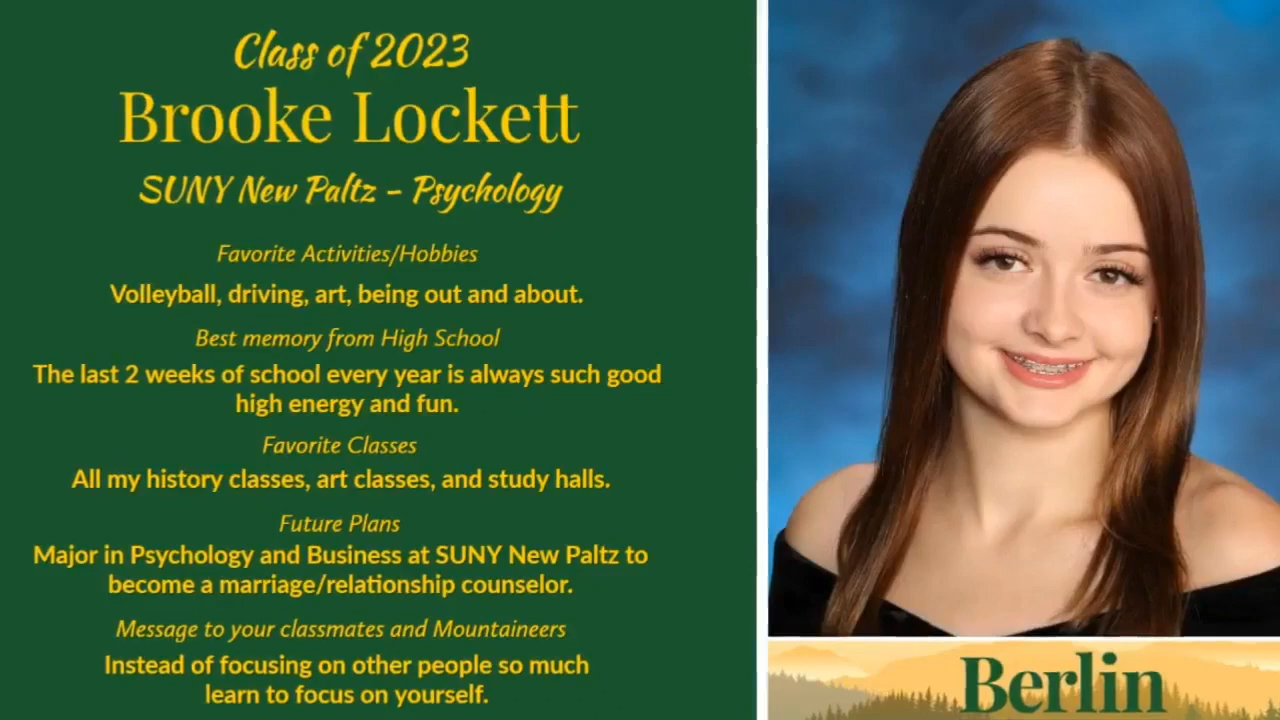 Class of 2023
Brooke Lockett
SUNY New Paltz - Psychology
Favorite Activities/Hobbies
Volleyball, driving, art, being out and about.
Best memory from High School
The last 2 weeks of school every year is always such good
high energy and fun.
Favorite Classes
All my history classes, art classes, and study halls.
Future Plans
Major in Psychology and Business at SUNY New Paltz to
become a marriage/relationship counselor.
Message to your classmates and Mountaineers
Instead of focusing on other people so much
learn to focus on yourself.
Berlin